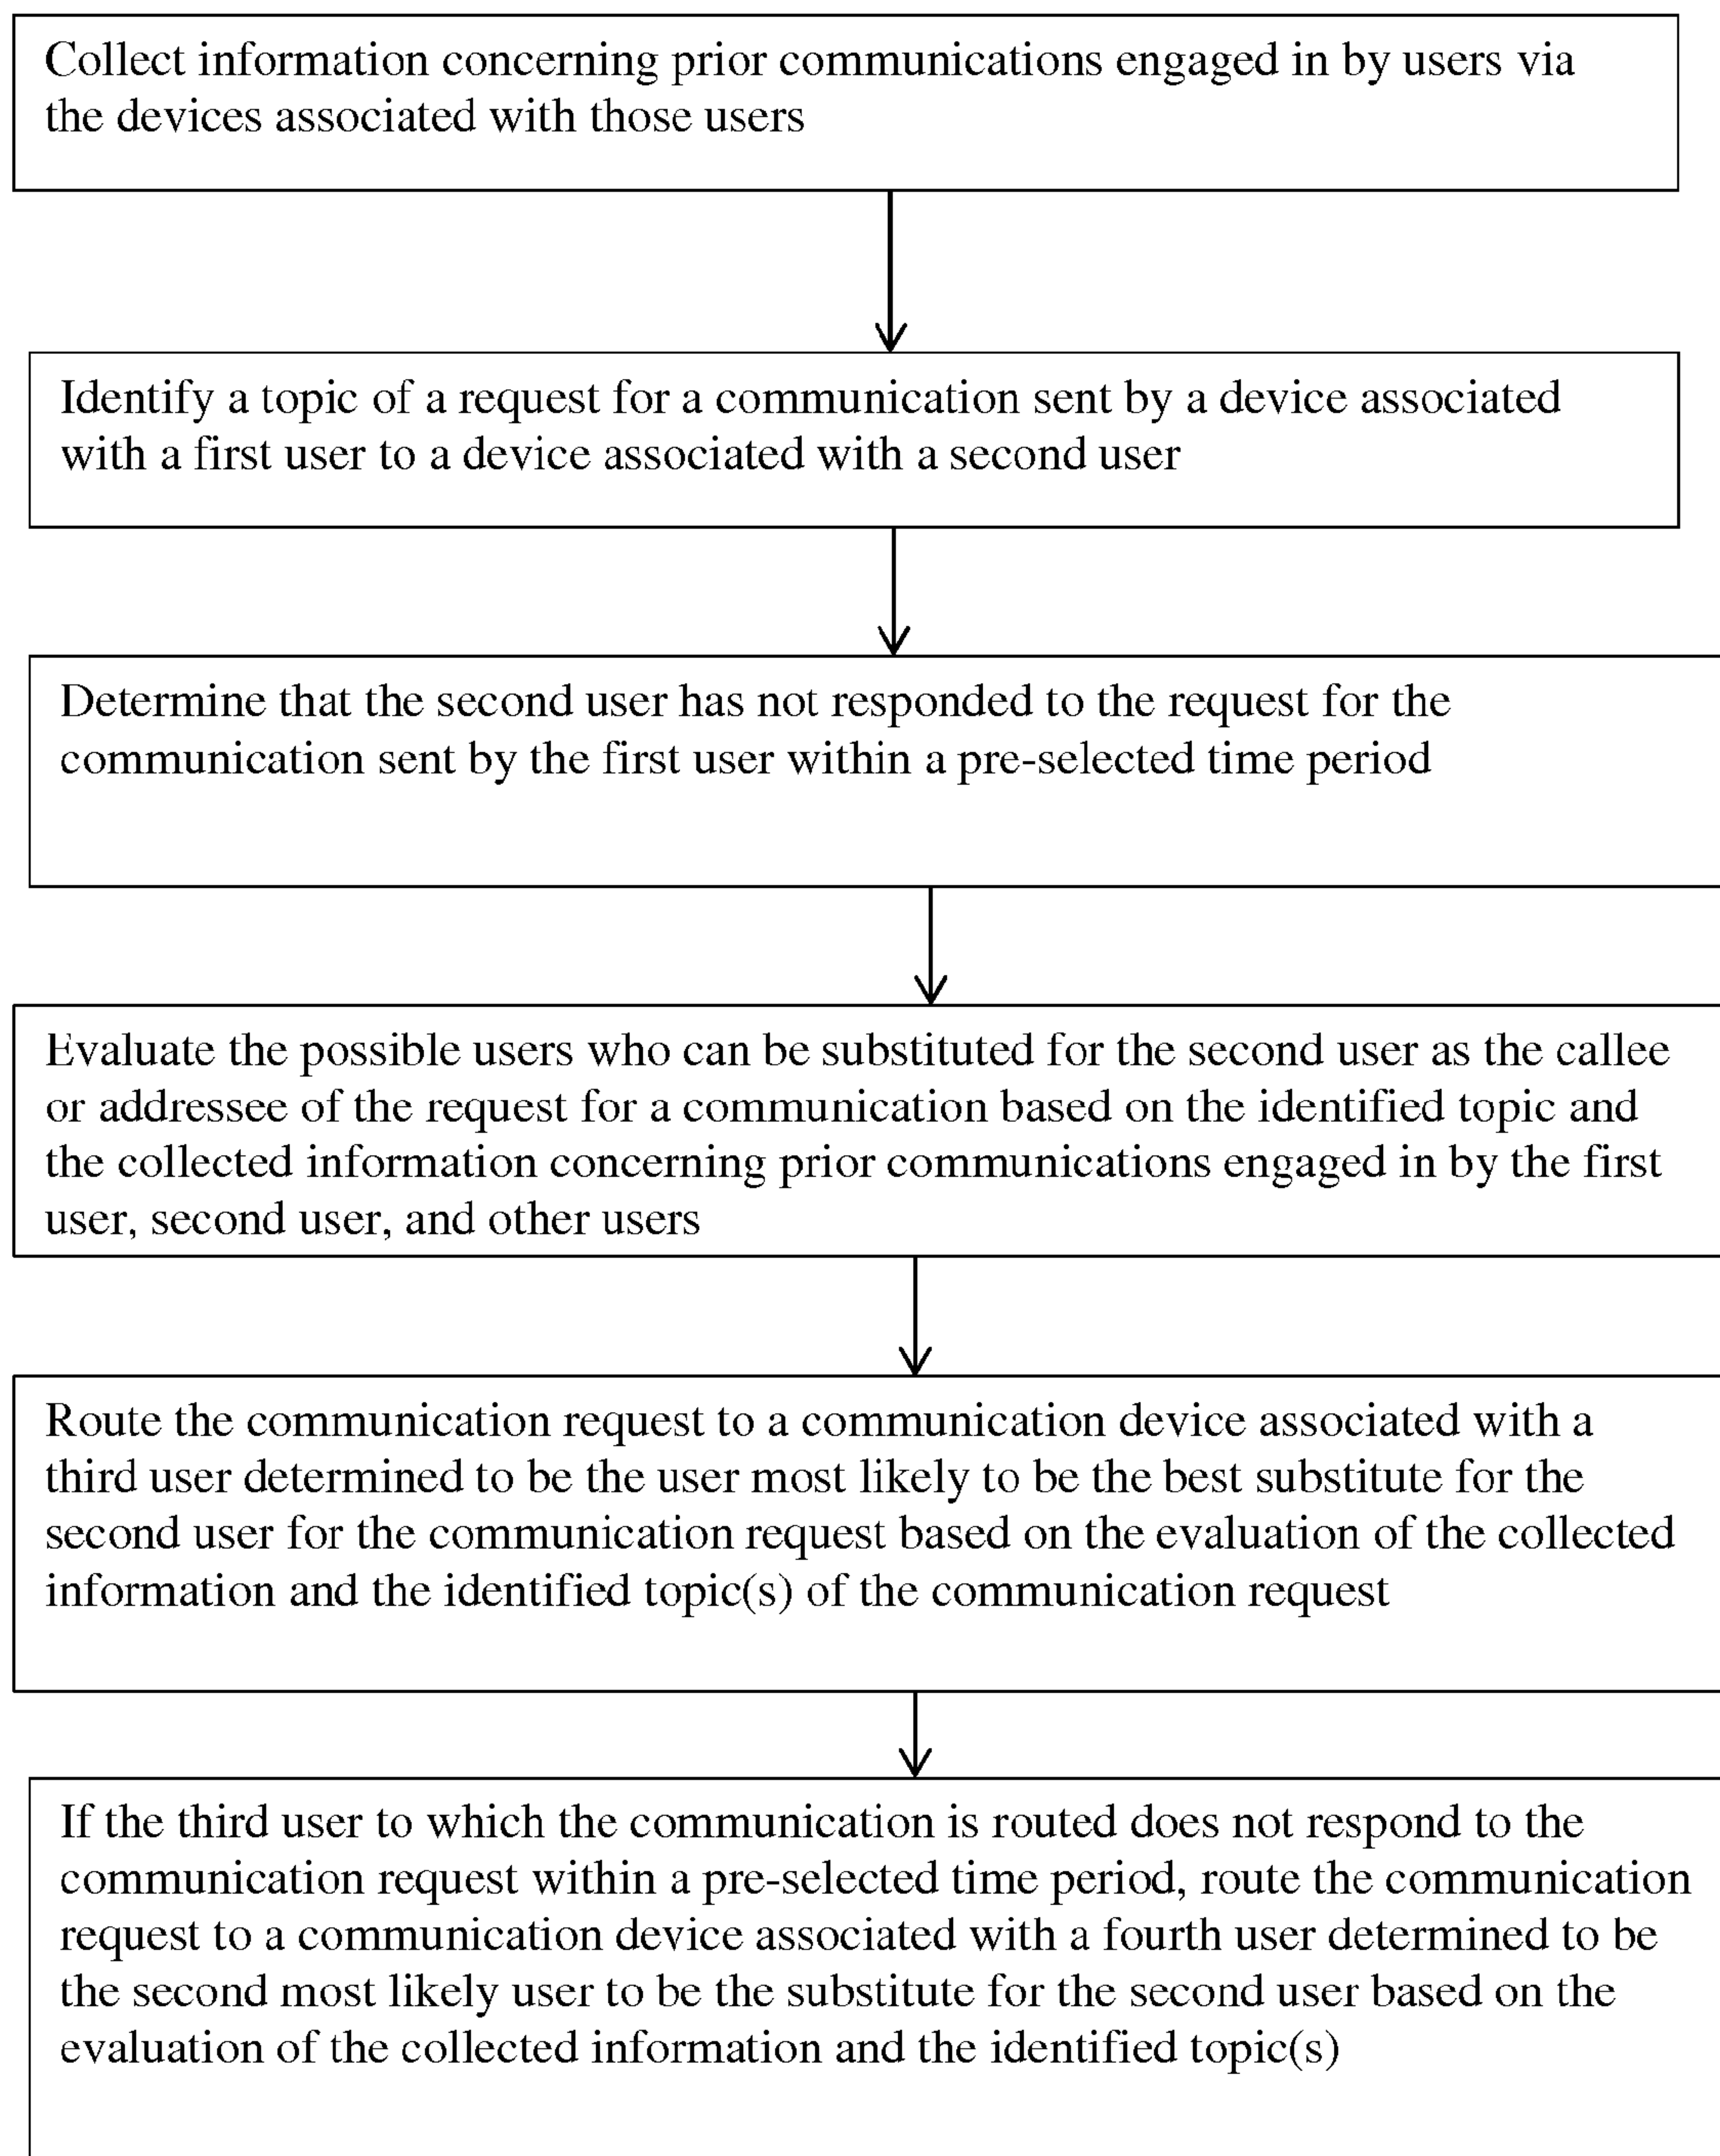 Collect information concerning prior communications engaged in by users via
the devices associated with those users
Identify a topic of a request for a communication sent by a device associated
with a first user to a device associated with a second user
Determine that the second user has not responded to the request for the
communication sent by the first user within a pre-selected time period
Evaluate the possible users who can be substituted for the second user as the callee
or addressee of the request for a communication based on the identified topic and
the collected information concerning prior communications engaged in by the first
user, second user, and other users
Route the communication request to a communication device associated with a
third user determined to be the user most likely to be the best substitute for the
second user for the communication request based on the evaluation of the collected
information and the identified topic(s) of the communication request
If the third user to which the communication is routed does not respond to the
communication request within a pre-selected time period, route the communication
request to a communication device associated with a fourth user determined to be
the second most likely user to be the substitute for the second user based on the
evaluation of the collected information and the identified topic(s)